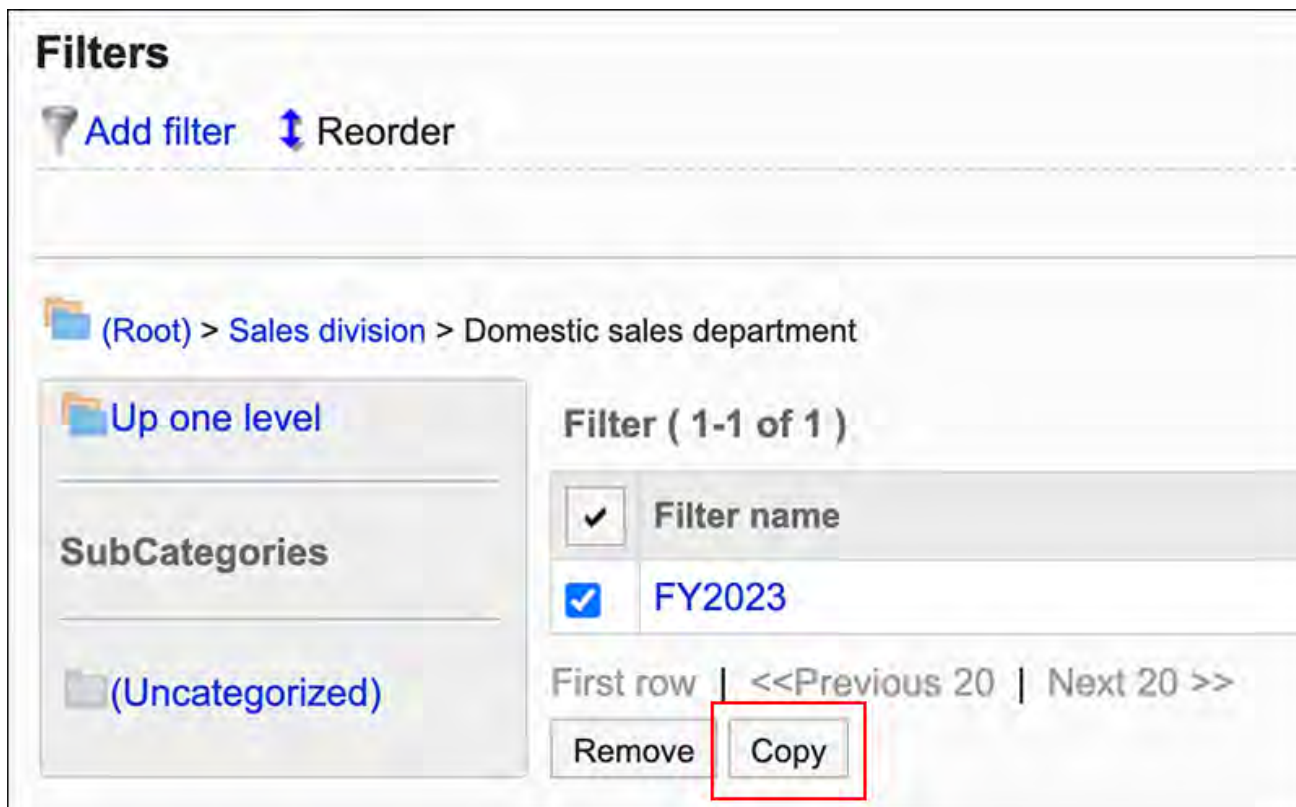 Filters
Add filter Reorder
(Root) > Sales division > Domestic sales department
Up one level
SubCategories
(Uncategorized)
Filter ( 1-1 of 1 )
Filter name
FY2023
First row | <<Previous 20 | Next 20 >>
Remove Copy